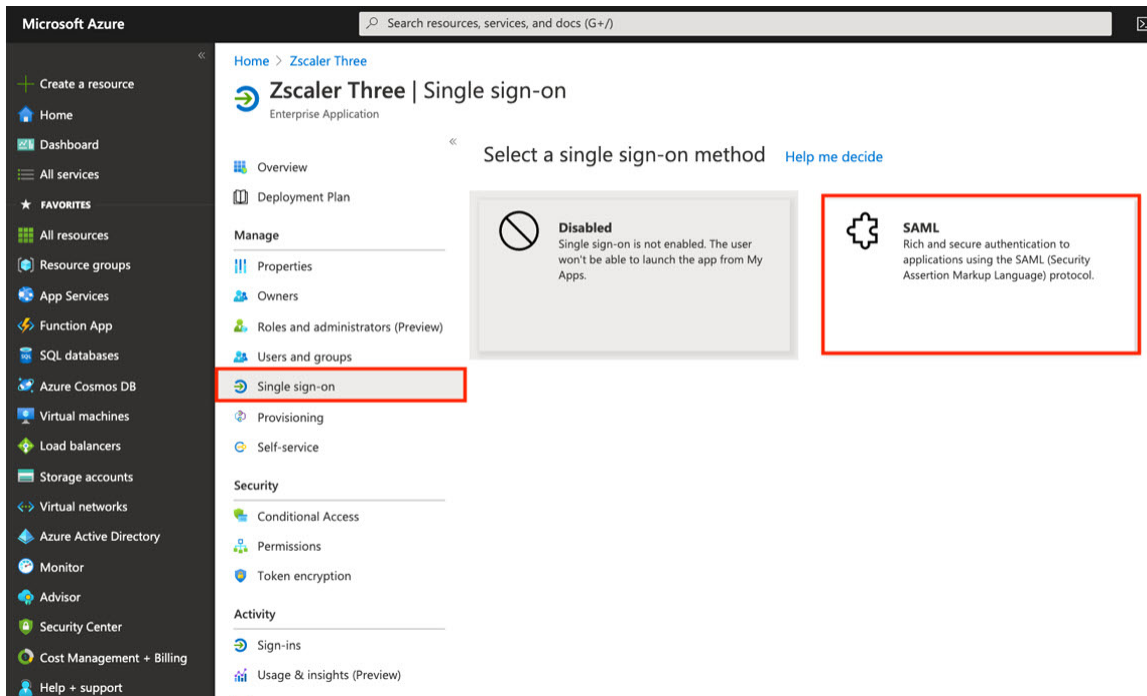 Microsoft Azure
Search resources, services, and docs (G+/)
Create a resource
Home
Dashboard
All services
FAVORITES
All resources
Resource groups
App Services
Function App
SQL databases
Azure Cosmos DB
Virtual machines
Load balancers
Storage accounts
Virtual networks
Azure Active Directory
Monitor
Advisor
Security Center
Cost Management + Billing
Help + support
Home > Zscaler Three
Zscaler Three | Single sign-on
Enterprise Application
Overview
Deployment Plan
Manage
Properties
Owners
Roles and administrators (Preview)
Users and groups
Single sign-on
Provisioning
Self-service
Security
Conditional Access
Permissions
Token encryption
Activity
Sign-ins
Usage & insights (Preview)
Select a single sign-on method Help me decide
Disabled
Single sign-on is not enabled. The user
won't be able to launch the app from My
Apps.
SAML
Rich and secure authentication to
applications using the SAML (Security
Assertion Markup Language) protocol.